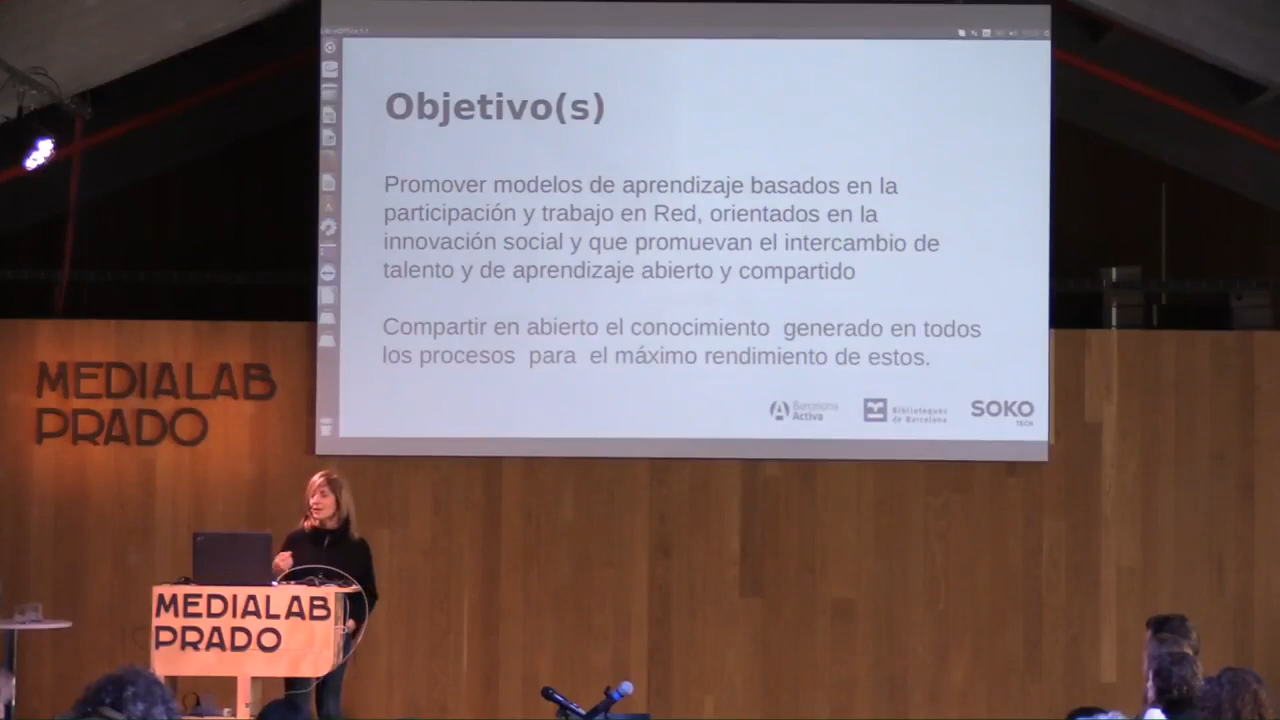 Objetivo(s)
Promover modelos de aprendizaje basados en la
participación y trabajo en Red, orientados en la
innovación social y que promuevan el intercambio de
talento y de aprendizaje abierto y compartido
Compartir en abierto el conocimiento generado en todos
los procesos para el máximo rendimiento de estos.
Barcelona
Activa
Biblioteques
de Barcelona
SOKO
TECH
MEDIALAB
PRADO
MEDIALAB
PRADO